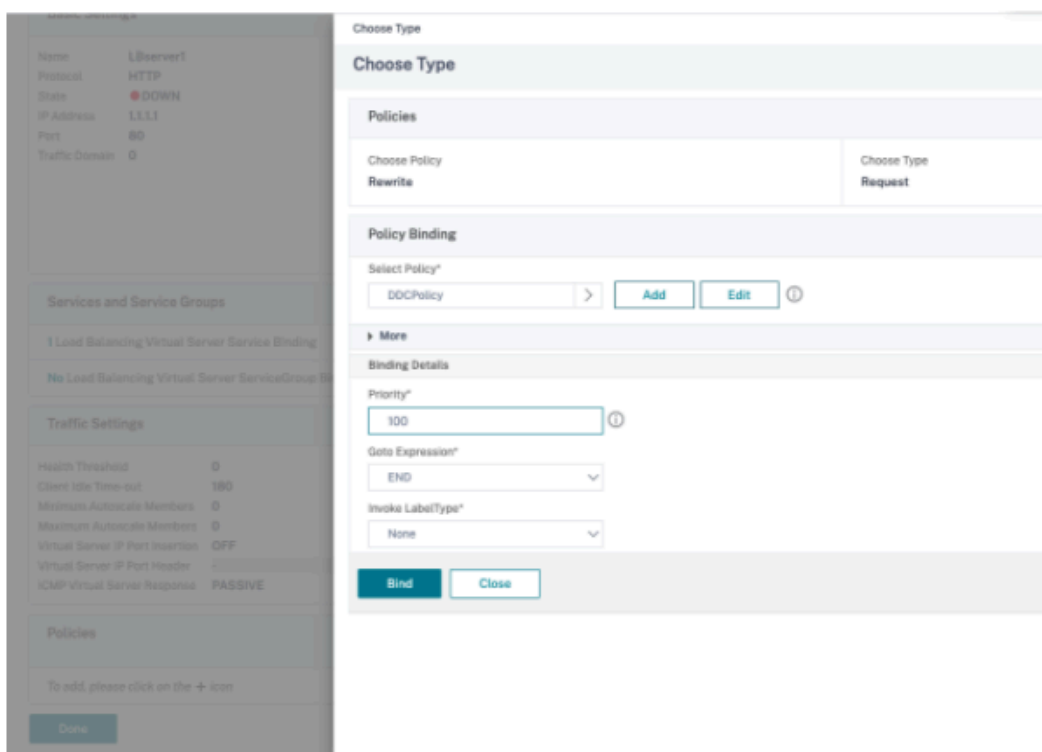 Basic Settings
Name LBserver1
Protocol HTTP
State DOWN
IP Address 1.1.1.1
Port 80
Traffic Domain 0
Services and Service Groups
1 Load Balancing Virtual Server Service Binding
No Load Balancing Virtual Server ServiceGroup Bi
Traffic Settings
Health Threshold 0
Client Idle Time-out 180
Minimum Autoscale Members 0
Maximum Autoscale Members 0
Virtual Server IP Port Insertion OFF
Virtual Server IP Port Header -
ICMP Virtual Server Response PASSIVE
Policies
To add, please click on the + icon
Done
Choose Type
Choose Type
Policies
Choose Policy Choose Type
Rewrite Request
Policy Binding
Select Policy*
DDCPolicy Add Edit
More
Binding Details
Priority*
100
Goto Expression*
END
Invoke LabelType*
None
Bind Close